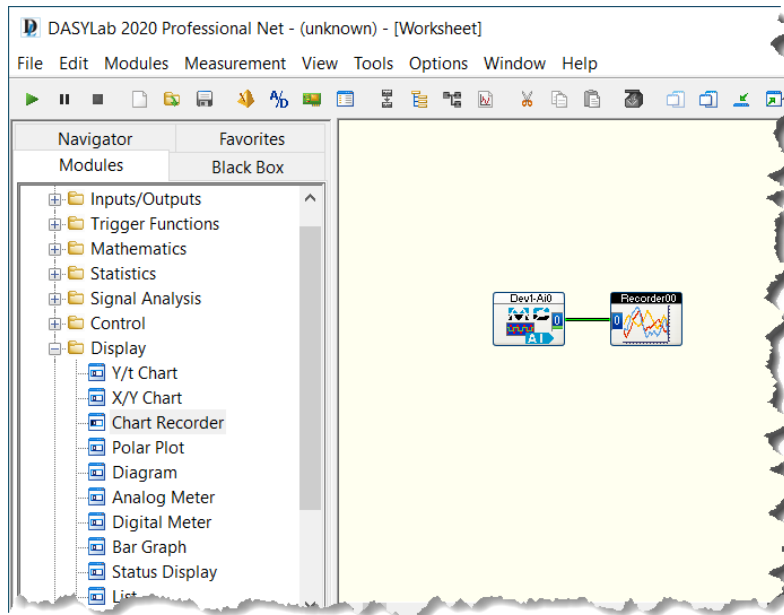 DASYLab 2020 Professional Net - (unknown) - [Worksheet]
File Edit Modules Measurement View Tools Options Window Help
A/D
Navigator Favorites
Modules Black Box
Inputs/Outputs
Trigger Functions
Mathematics
Statistics
Signal Analysis
Control
Display
Y/t Chart
X/Y Chart
Chart Recorder
Polar Plot
Diagram
Analog Meter
Digital Meter
Bar Graph
Status Display
List
Dev1-Ai0
0
AI
Recorder00
0